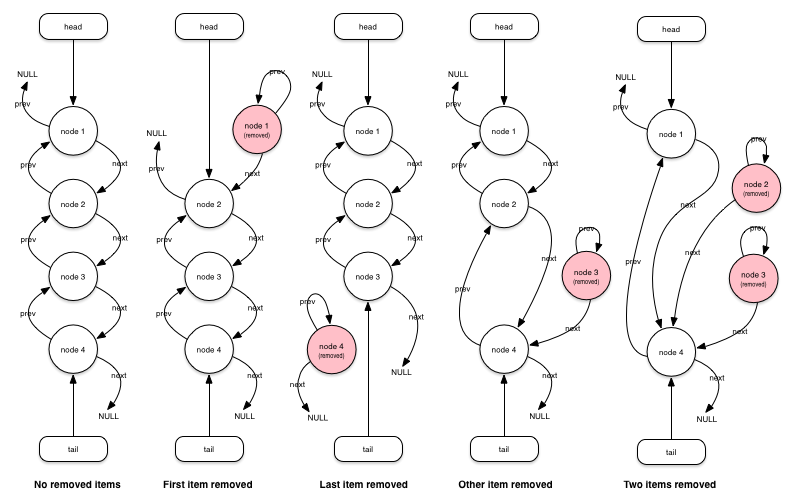 head
head
head
head
head
NULL
prev
node 1
next
prev
node 2
prev
next
node 3
prev
next
node 4
next
NULL
tail
No removed items
prev
node 1
(removed)
next
NULL
prev
node 2
prev
next
node 3
prev
next
node 4
next
NULL
tail
First item removed
NULL
prev
node 1
next
prev
node 2
prev
next
node 3
next
prev
node 4
(removed)
next
NULL
NULL
tail
Last item removed
NULL
prev
node 1
next
prev
node 2
next
prev
prev
node 3
(removed)
next
node 4
next
NULL
tail
Other item removed
NULL
prev
node 1
next
prev
node 2
(removed)
next
prev
node 3
(removed)
next
prev
node 4
next
NULL
tail
Two items removed